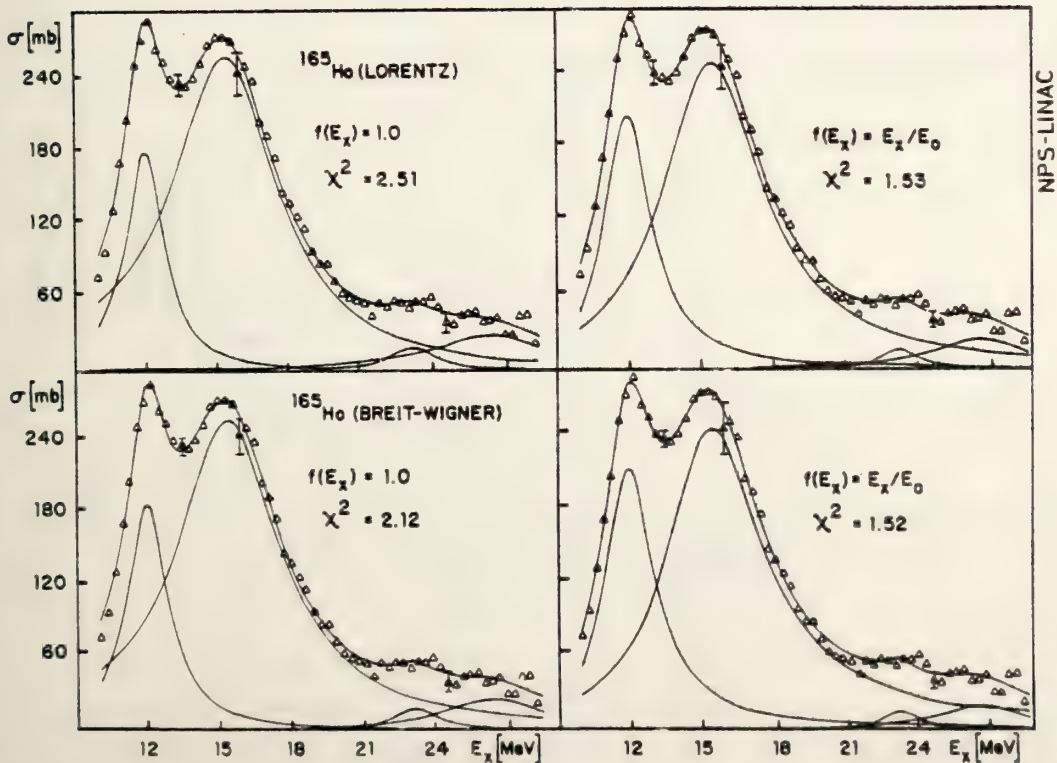 σ[mb]
240
180
120
60
¹⁶⁵Ho (LORENTZ)
f(Eₓ) = 1.0
χ² = 2.51
f(Eₓ) = Eₓ/E₀
χ² = 1.53
NPS-LINAC
σ[mb]
240
180
120
60
¹⁶⁵Ho (BREIT-WIGNER)
f(Eₓ) = 1.0
χ² = 2.12
f(Eₓ) = Eₓ/E₀
χ² = 1.52
12 15 18 21 24 Eₓ[MeV]
12 15 18 21 24 Eₓ[MeV]